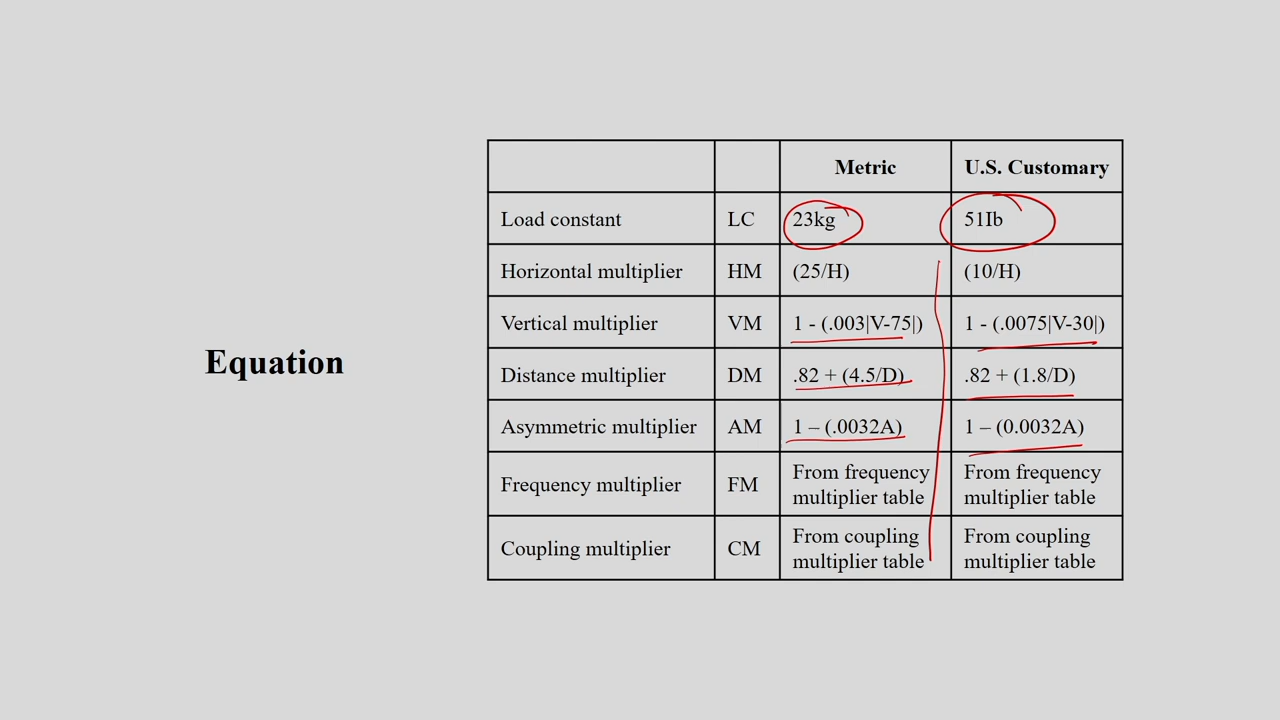 Equation
Metric
U.S. Customary
Load constant
LC
23kg
51Ib
Horizontal multiplier
HM
(25/H)
(10/H)
Vertical multiplier
VM
1 - (.003|V-75|)
1 - (.0075|V-30|)
Distance multiplier
DM
.82 + (4.5/D)
.82 + (1.8/D)
Asymmetric multiplier
AM
1 – (.0032A)
1 – (0.0032A)
Frequency multiplier
FM
From frequency
multiplier table
From frequency
multiplier table
Coupling multiplier
CM
From coupling
multiplier table
From coupling
multiplier table